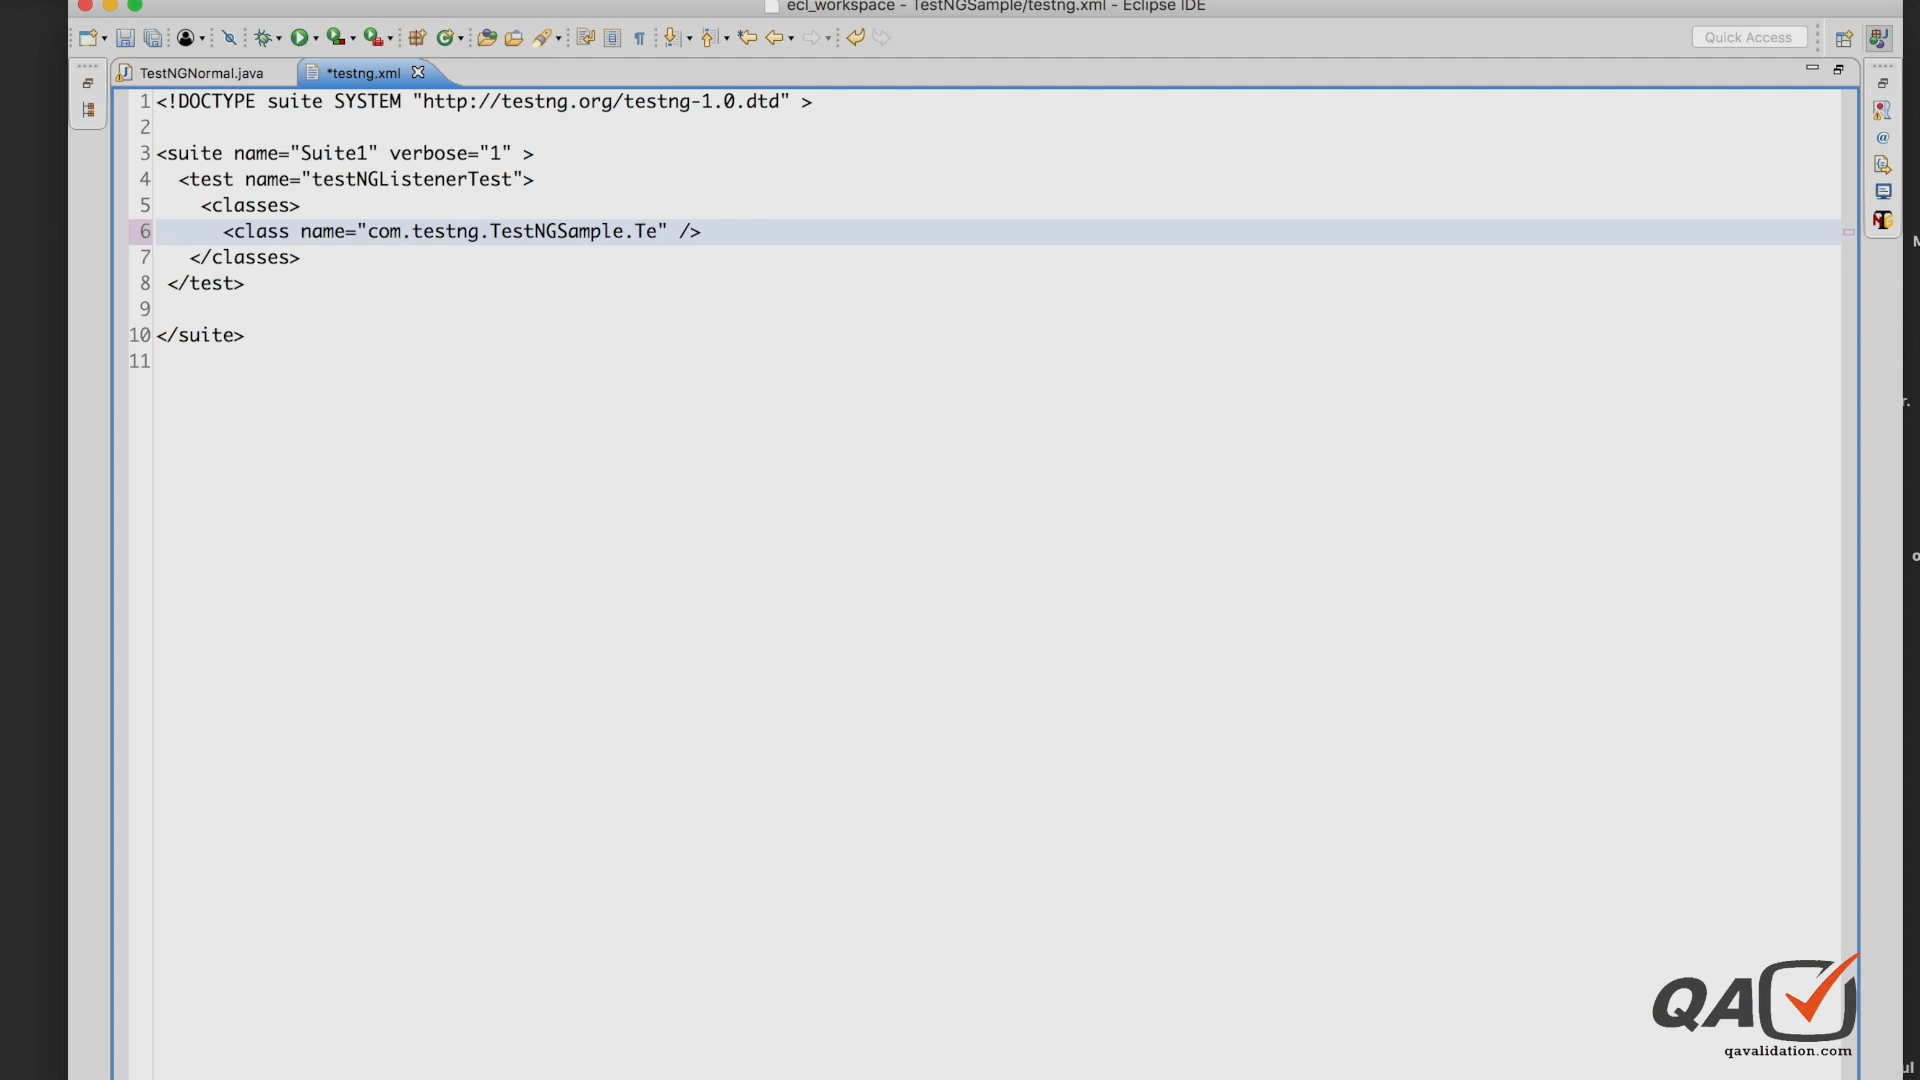 ecl_workspace - TestNGSample/testng.xml - Eclipse IDE
Quick Access
TestNGNormal.java
*testng.xml
1 <!DOCTYPE suite SYSTEM "http://testng.org/testng-1.0.dtd" >
2
3 <suite name="Suite1" verbose="1" >
4 <test name="testNGListenerTest">
5 <classes>
6 <class name="com.testng.TestNGSample.Te" />
7 </classes>
8 </test>
9
10 </suite>
11
QA
qavalidation.com